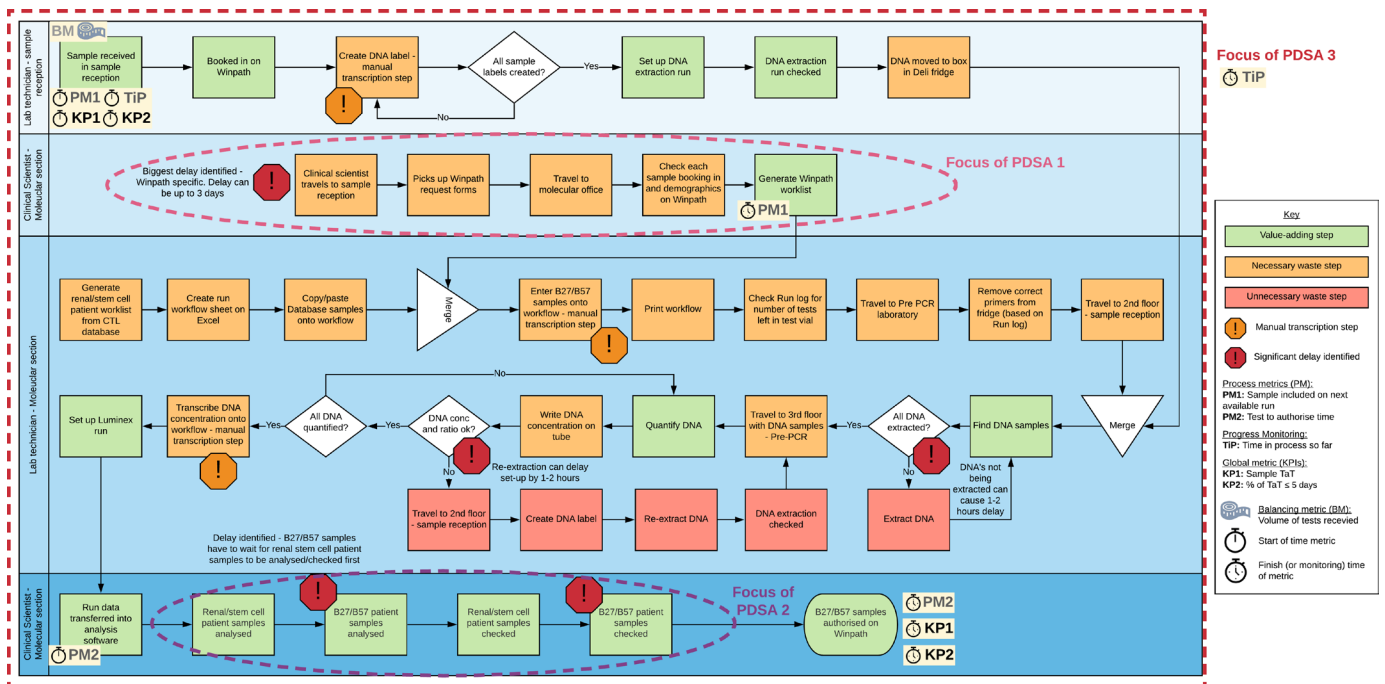 BM
Lab technician - sample
reception
Sample received
in sample
reception
Booked in on
Winpath
Create DNA label -
manual
transcription step
!
All sample
labels created?
Yes
No
Set up DNA
extraction run
DNA extraction
run checked
DNA moved to box
in Deli fridge
PM1
TiP
KP1
KP2
Focus of PDSA 3
TiP
Clinical Scientist -
Moleuclar section
Biggest delay identified -
Winpath specific. Delay can
be up to 3 days
!
Clinical scientist
travels to sample
reception
Picks up Winpath
request forms
Travel to
molecular office
Check each
sample booking in
and demographics
on Winpath
Generate Winpath
worklist
PM1
Focus of PDSA 1
Lab technician - Moleuclar section
Generate
renal/stem cell
patient worklist
from CTL
database
Create run
workflow sheet on
Excel
Copy/paste
Database samples
onto workflow
Merge
Enter B27/B57
samples onto
workflow - manual
transcription step
!
Print workflow
Check Run log for
number of tests
left in test vial
Travel to Pre PCR
laboratory
Remove correct
primers from
fridge (based on
Run log)
Travel to 2nd floor
- sample reception
No
Set up Luminex
run
Transcribe DNA
concentration onto
workflow - manual
transcription step
!
Yes
All DNA
quantified?
Yes
DNA conc
and ratio ok?
!
No
Re-extraction can delay
set-up by 1-2 hours
Write DNA
concentration on
tube
Quantify DNA
Travel to 3rd floor
with DNA samples
- Pre-PCR
Yes
All DNA
extracted?
!
No
Find DNA samples
DNA's not
being
extracted can
cause 1-2
hours delay
Merge
Travel to 2nd floor
- sample reception
Create DNA label
Re-extract DNA
DNA extraction
checked
Extract DNA
Delay identified - B27/B57 samples
have to wait for renal stem cell patient
samples to be analysed/checked first
Clinical Scientist -
Molecular section
Run data
transferred into
analysis
software
PM2
Renal/stem cell
patient samples
analysed
!
B27/B57 patient
samples
analysed
Renal/stem cell
patient samples
checked
!
B27/B57 patient
samples
checked
Focus of
PDSA 2
B27/B57 samples
authorised on
Winpath
PM2
KP1
KP2
Key
Value-adding step
Necessary waste step
Unnecessary waste step
! Manual transcription step
! Significant delay identified
Process metrics (PM):
PM1: Sample included on next
available run
PM2: Test to authorise time
Progress Monitoring:
TiP: Time in process so far
Global metric (KPIs):
KP1: Sample TaT
KP2: % of TaT ≤ 5 days
Balancing metric (BM):
Volume of tests recevied
Start of time metric
Finish (or monitoring) time
of metric